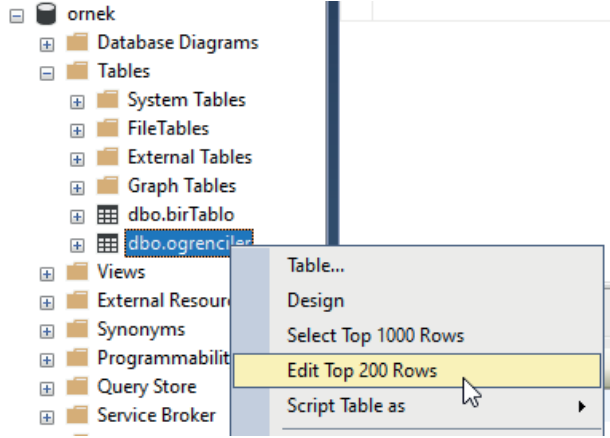 ornek
Database Diagrams
Tables
System Tables
FileTables
External Tables
Graph Tables
dbo.birTablo
dbo.ogrenciler
Table...
Views
Design
External Resour
Select Top 1000 Rows
Synonyms
Programmabilit
Edit Top 200 Rows
Query Store
Script Table as
Service Broker